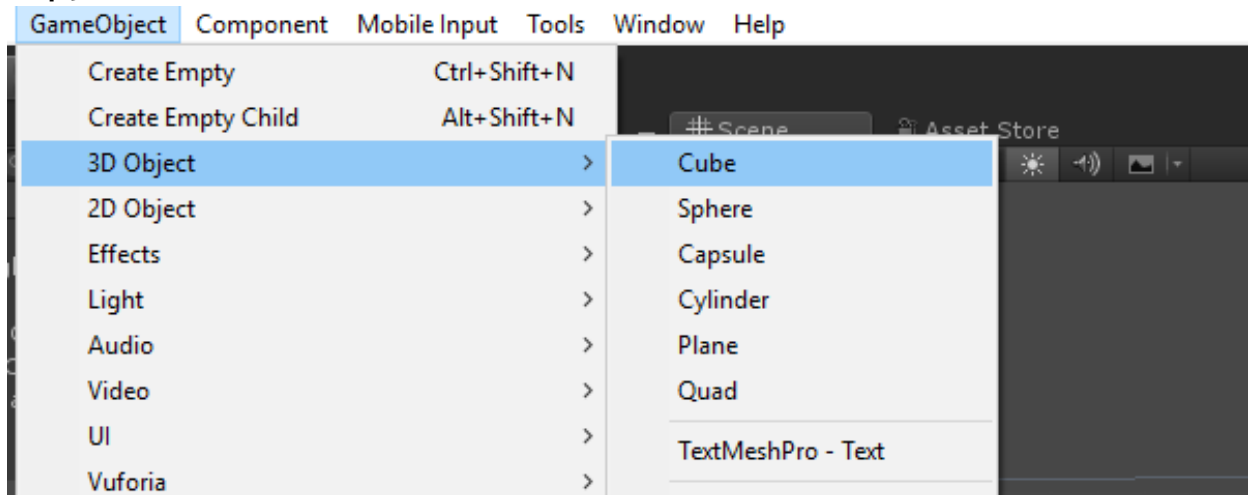 GameObject Component Mobile Input Tools Window Help
Create Empty Ctrl+Shift+N
Create Empty Child Alt+Shift+N
Scene Asset Store
3D Object Cube
2D Object Sphere
Effects Capsule
Light Cylinder
Audio Plane
Video Quad
UI
TextMeshPro - Text
Vuforia